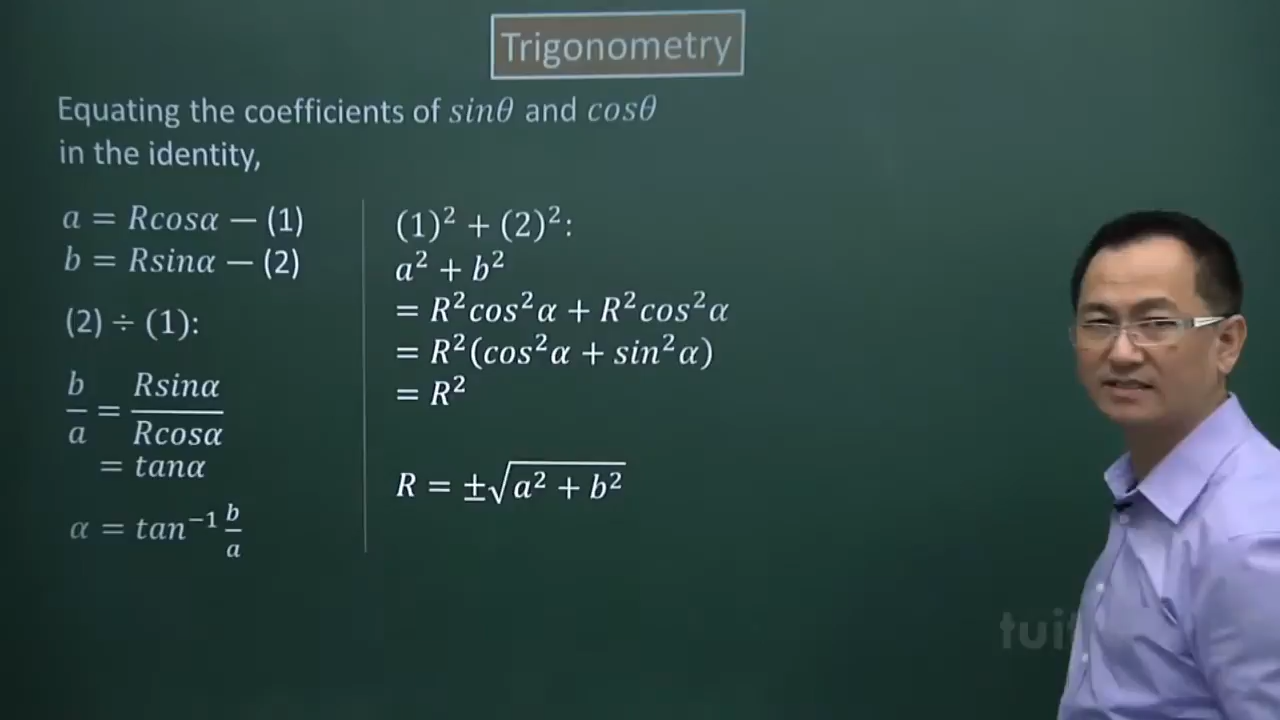 Trigonometry
Equating the coefficients of sinθ and cosθ
in the identity,
a = Rcosα − (1)
b = Rsinα − (2)
(2) ÷ (1):
b/a = Rsinα/Rcosα
= tanα
α = tan⁻¹ b/a
(1)² + (2)²:
a² + b²
= R²cos²α + R²cos²α
= R²(cos²α + sin²α)
= R²
R = ±√(a² + b²)
tui